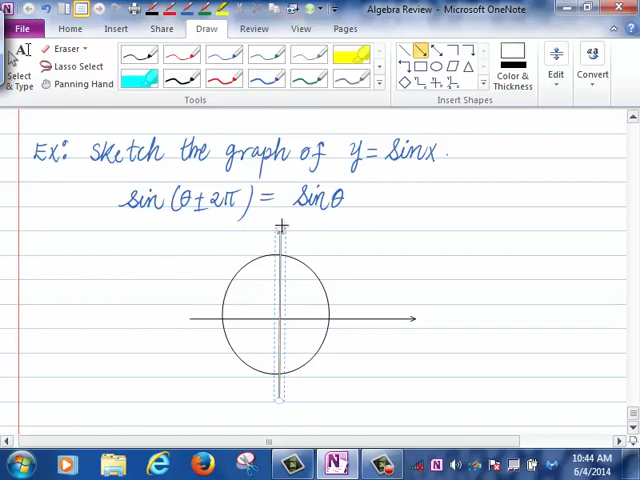 Algebra Review - OneNote
File Home Insert Share Draw History Review View Pages
Select & Type
Eraser
Lasso Select
Panning Hand
Color & Thickness
Edit
Convert
Tools
Insert Shapes
Ex: Sketch the graph of y = sinx.
sin(θ±2π) = sinθ
10:44 AM
6/4/2014